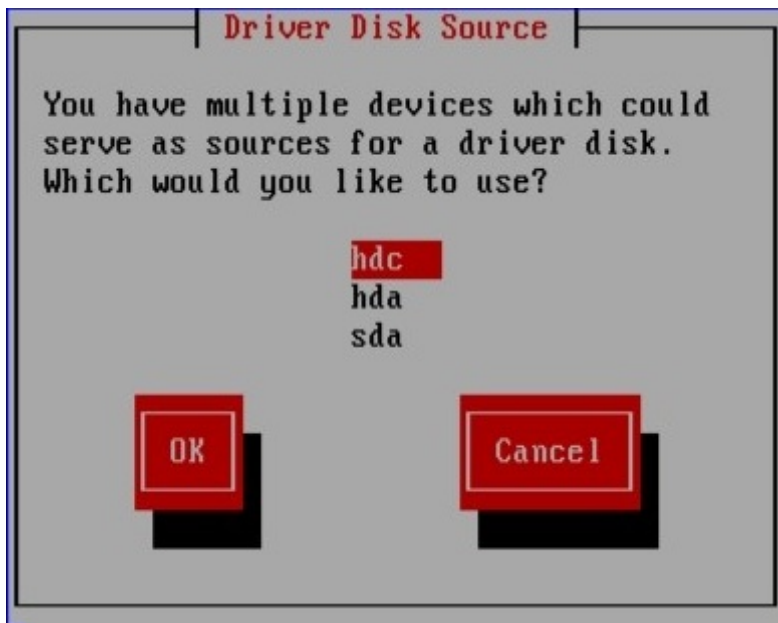 Driver Disk Source
You have multiple devices which could
serve as sources for a driver disk.
Which would you like to use?
hdc
hda
sda
OK
Cancel